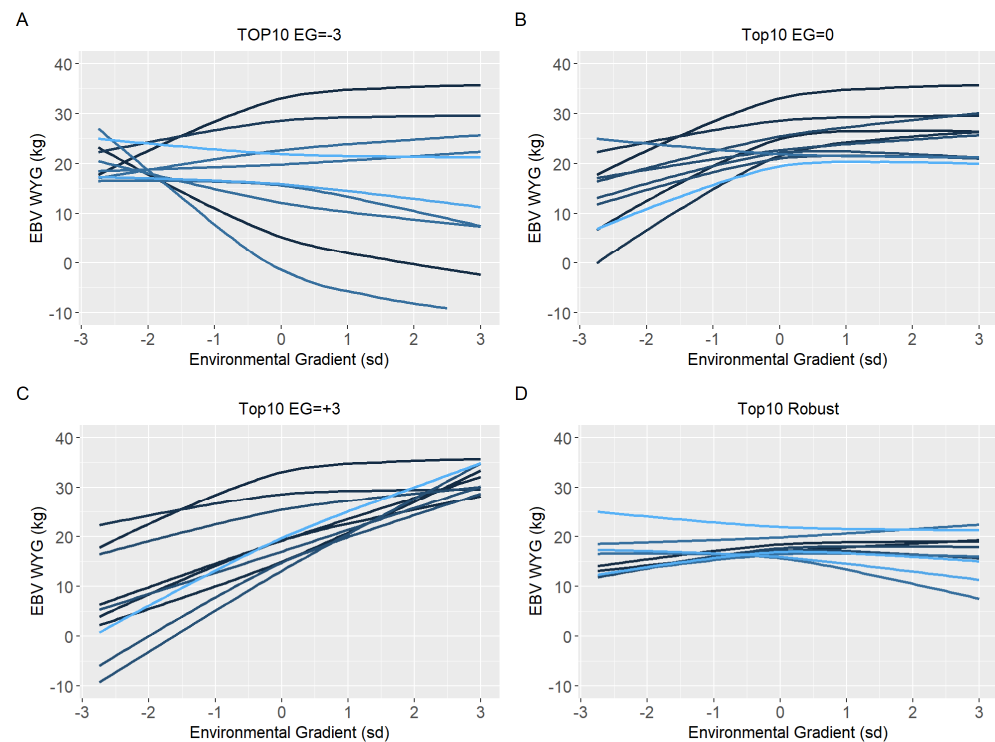 A
TOP10 EG=-3
EBV WYG (kg)
40
30
20
10
0
-10
-3 -2 -1 0 1 2 3
Environmental Gradient (sd)
B
Top10 EG=0
EBV WYG (kg)
40
30
20
10
0
-10
-3 -2 -1 0 1 2 3
Environmental Gradient (sd)
C
Top10 EG=+3
EBV WYG (kg)
40
30
20
10
0
-10
-3 -2 -1 0 1 2 3
Environmental Gradient (sd)
D
Top10 Robust
EBV WYG (kg)
40
30
20
10
0
-10
-3 -2 -1 0 1 2 3
Environmental Gradient (sd)